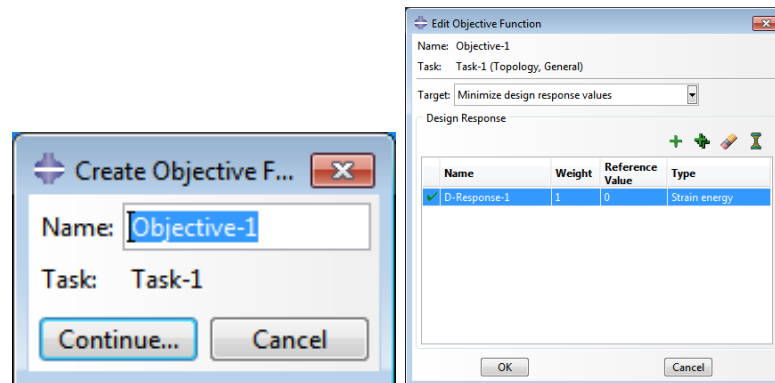 Create Objective F...
Name: Objective-1
Task: Task-1
Continue... Cancel
Edit Objective Function
Name: Objective-1
Task: Task-1 (Topology, General)
Target: Minimize design response values
Design Response
Name Weight Reference Value Type
D-Response-1 1 0 Strain energy
OK Cancel